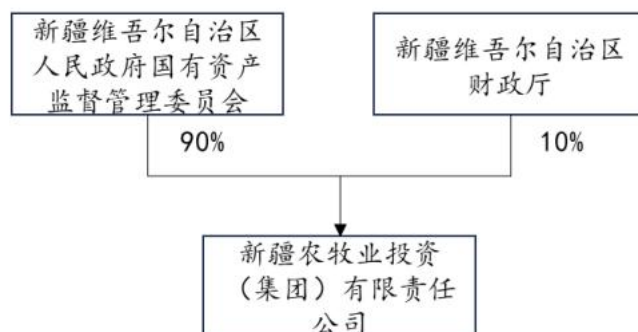 新疆维吾尔自治区
人民政府国有资产
监督管理委员会
新疆维吾尔自治区
财政厅
90%
10%
新疆农牧业投资
（集团）有限责任
公司